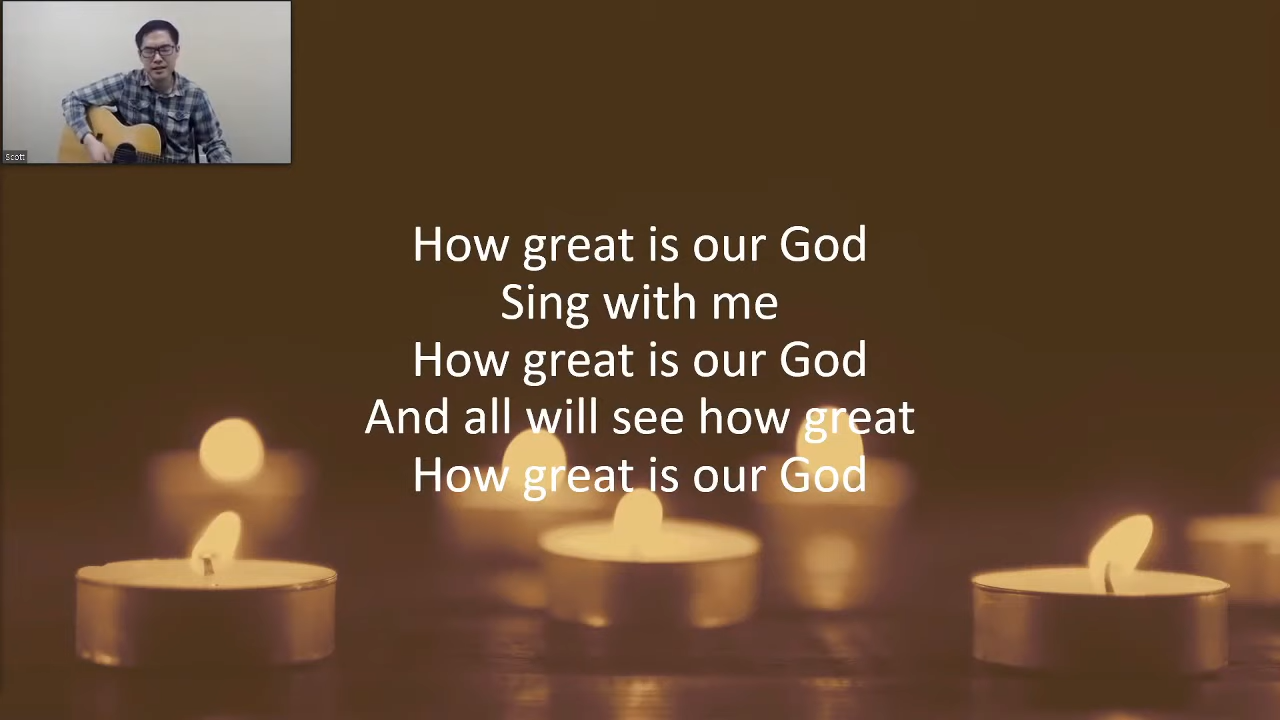 Scott
How great is our God
Sing with me
How great is our God
And all will see how great
How great is our God